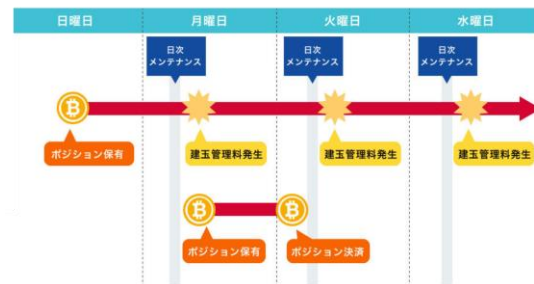 日曜日
月曜日
火曜日
水曜日
日次
メンテナンス
日次
メンテナンス
日次
メンテナンス
ポジション保有
建玉管理料発生
建玉管理料発生
建玉管理料発生
ポジション保有
ポジション決済